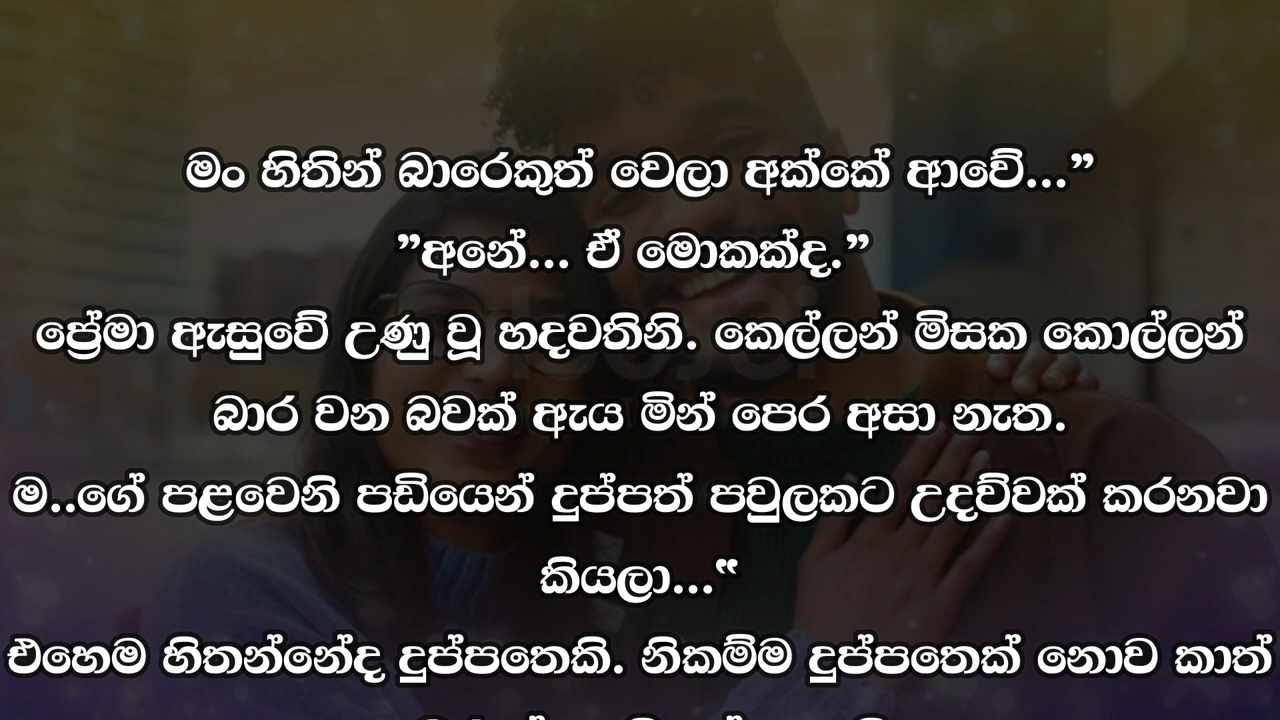 මං හිතින් බාරෙකුත් වෙලා අක්කේ ආවේ...”
”අනේ... ඒ මොකක්ද.”
ප්‍රේමා ඇසුවේ උණු වූ හදවතිනි. කෙල්ලන් මිසක කොල්ලන්
බාර වන බවක් ඇය මින් පෙර අසා නැත.
ම..ගේ පළවෙනි පඩියෙන් දුප්පත් පවුලකට උදව්වක් කරනවා
කියලා...‟
එහෙම හිතන්නේද දුප්පතෙකි. නිකම්ම දුප්පතෙක් නොව කාත්